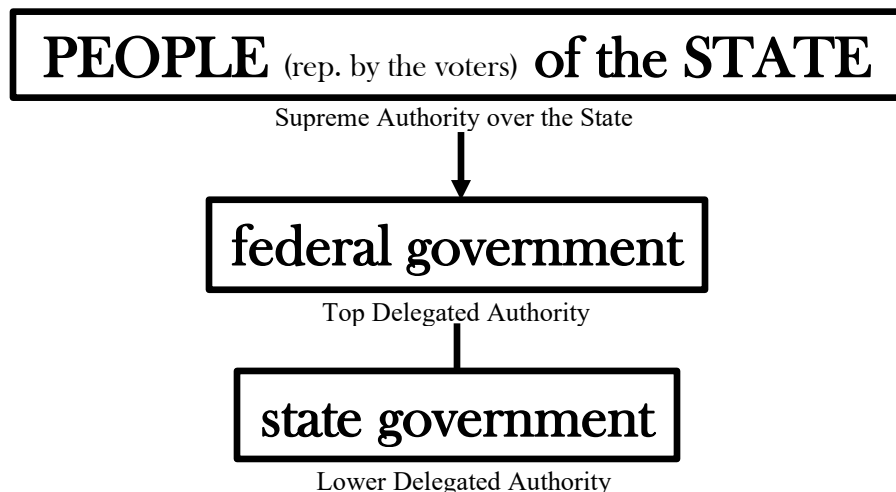 PEOPLE (rep. by the voters) of the STATE
Supreme Authority over the State
federal government
Top Delegated Authority
state government
Lower Delegated Authority